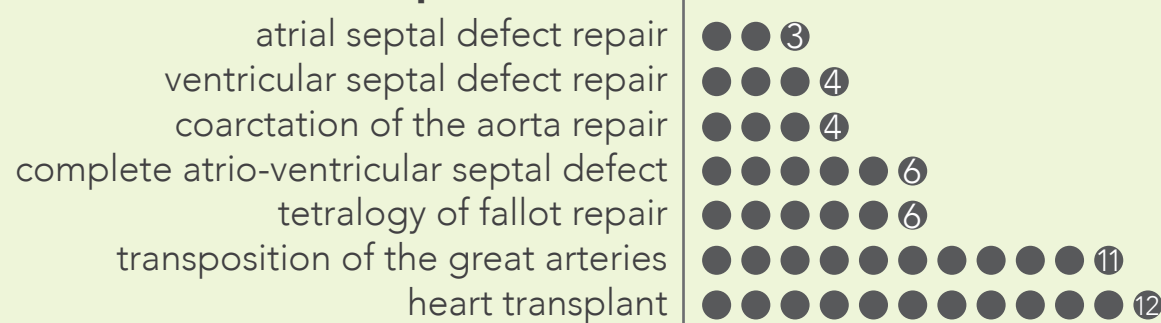 atrial septal defect repair 3
ventricular septal defect repair 4
coarctation of the aorta repair 4
complete atrio-ventricular septal defect 6
tetralogy of fallot repair 6
transposition of the great arteries 11
heart transplant 12